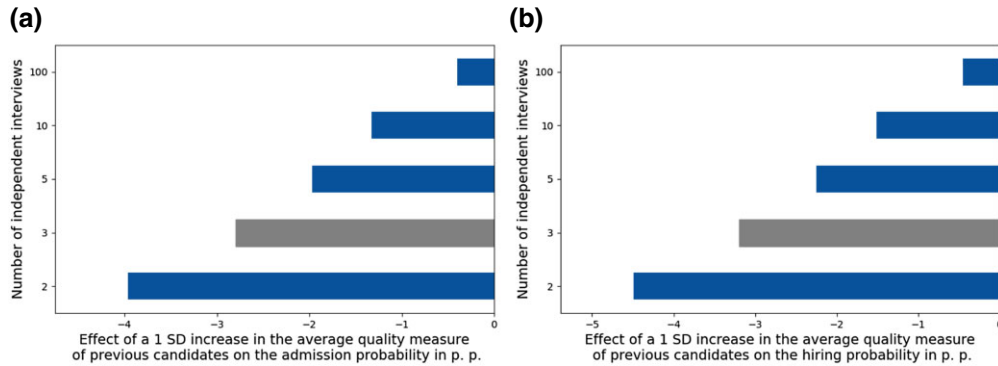 (a)
Number of independent interviews
100
10
5
3
2
−4
−3
−2
−1
0
Effect of a 1 SD increase in the average quality measure
of previous candidates on the admission probability in p. p.
(b)
Number of independent interviews
100
10
5
3
2
−5
−4
−3
−2
−1
0
Effect of a 1 SD increase in the average quality measure
of previous candidates on the hiring probability in p. p.